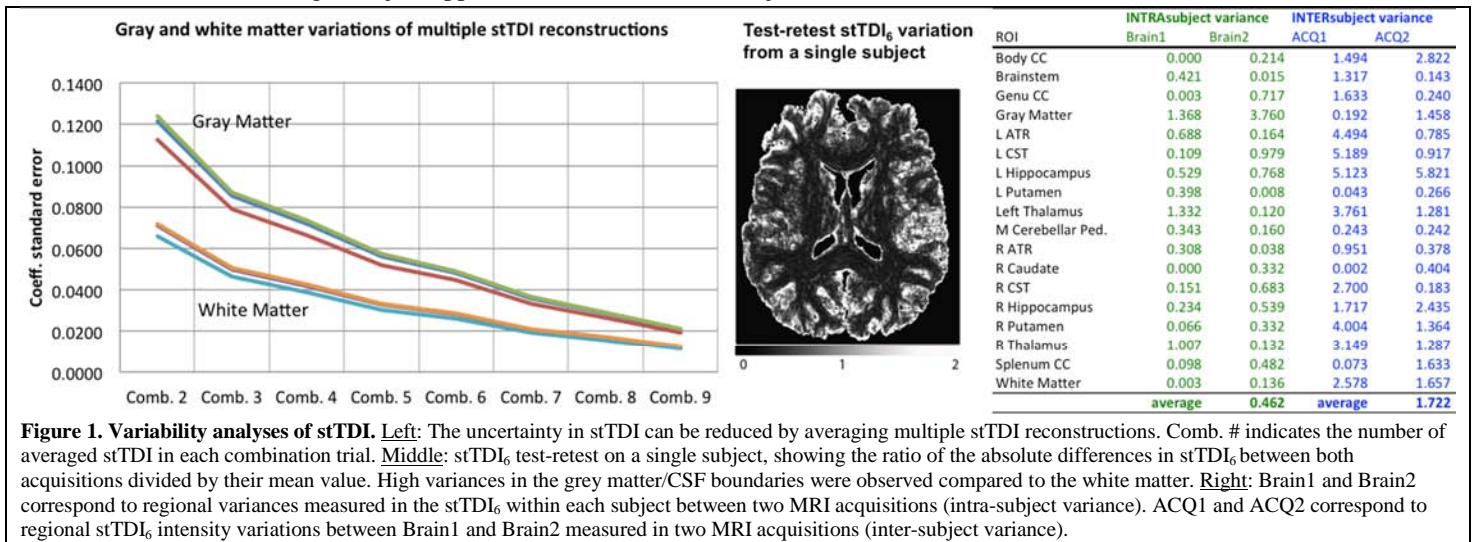 Gray and white matter variations of multiple stTDI reconstructions
0.1400
0.1200
0.1000
0.0800
0.0600
0.0400
0.0200
0.0000
Coeff. standard error
Gray Matter
White Matter
Comb. 2 Comb. 3 Comb. 4 Comb. 5 Comb. 6 Comb. 7 Comb. 8 Comb. 9
Test-retest stTDI6 variation
from a single subject
0 1 2
INTRAsubject variance INTERsubject variance
ROI Brain1 Brain2 ACQ1 ACQ2
Body CC 0.000 0.214 1.494 2.822
Brainstem 0.421 0.015 1.317 0.143
Genu CC 0.003 0.717 1.633 0.240
Gray Matter 1.368 3.760 0.192 1.458
L ATR 0.688 0.164 4.494 0.785
L CST 0.109 0.979 5.189 0.917
L Hippocampus 0.529 0.768 5.123 5.821
L Putamen 0.398 0.008 0.043 0.266
Left Thalamus 1.332 0.120 3.761 1.281
M Cerebellar Ped. 0.343 0.160 0.243 0.242
R ATR 0.308 0.038 0.951 0.378
R Caudate 0.000 0.332 0.002 0.404
R CST 0.151 0.683 2.700 0.183
R Hippocampus 0.234 0.539 1.717 2.435
R Putamen 0.066 0.332 4.004 1.364
R Thalamus 1.007 0.132 3.149 1.287
Splenum CC 0.098 0.482 0.073 1.633
White Matter 0.003 0.136 2.578 1.657
average 0.462 average 1.722
Figure 1. Variability analyses of stTDI. Left: The uncertainty in stTDI can be reduced by averaging multiple stTDI reconstructions. Comb. # indicates the number of
averaged stTDI in each combination trial. Middle: stTDI6 test-retest on a single subject, showing the ratio of the absolute differences in stTDI6 between both
acquisitions divided by their mean value. High variances in the grey matter/CSF boundaries were observed compared to the white matter. Right: Brain1 and Brain2
correspond to regional variances measured in the stTDI6 within each subject between two MRI acquisitions (intra-subject variance). ACQ1 and ACQ2 correspond to
regional stTDI6 intensity variations between Brain1 and Brain2 measured in two MRI acquisitions (inter-subject variance).